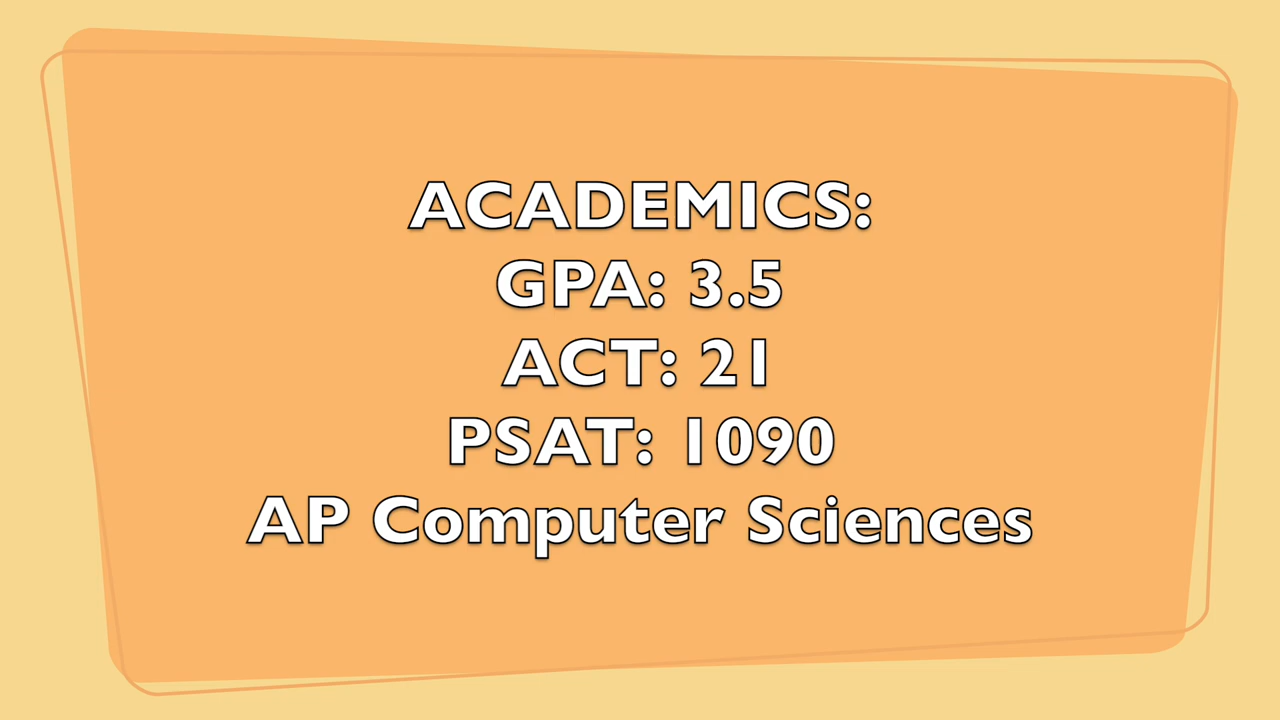 ACADEMICS:
GPA: 3.5
ACT: 21
PSAT: 1090
AP Computer Sciences